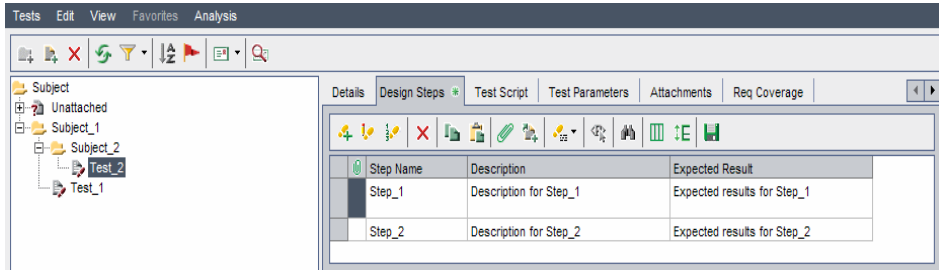 Tests Edit View Favorites Analysis
Subject
Unattached
Subject_1
Subject_2
Test_2
Test_1
Details Design Steps Test Script Test Parameters Attachments Req Coverage
Step Name Description Expected Result
Step_1 Description for Step_1 Expected results for Step_1
Step_2 Description for Step_2 Expected results for Step_2